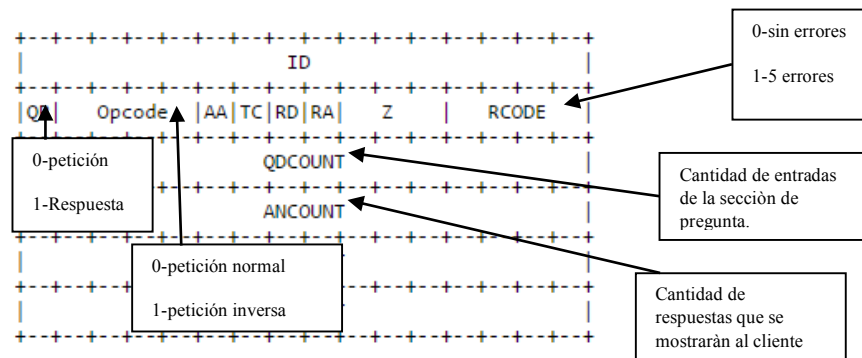 0-sin errores
1-5 errores
ID
|Opcode|AA|TC|RD|RA| Z | RCODE
0-petición
1-Respuesta
QDCOUNT
Cantidad de entradas
de la secciòn de
pregunta.
ANCOUNT
0-petición normal
1-petición inversa
Cantidad de
respuestas que se
mostraràn al cliente